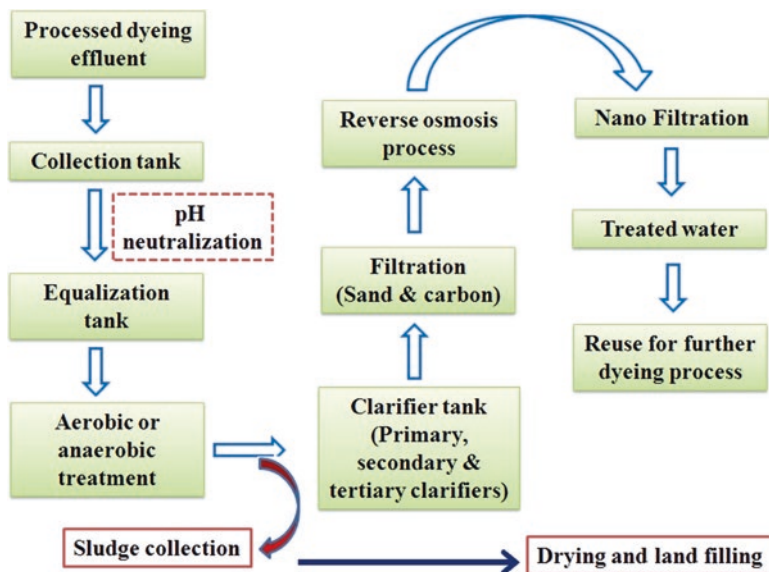 Processed dyeing
effluent
Collection tank
pH
neutralization
Equalization
tank
Aerobic or
anaerobic
treatment
Sludge collection
Drying and land filling
Clarifier tank
(Primary,
secondary &
tertiary clarifiers)
Filtration
(Sand & carbon)
Reverse osmosis
process
Nano Filtration
Treated water
Reuse for further
dyeing process